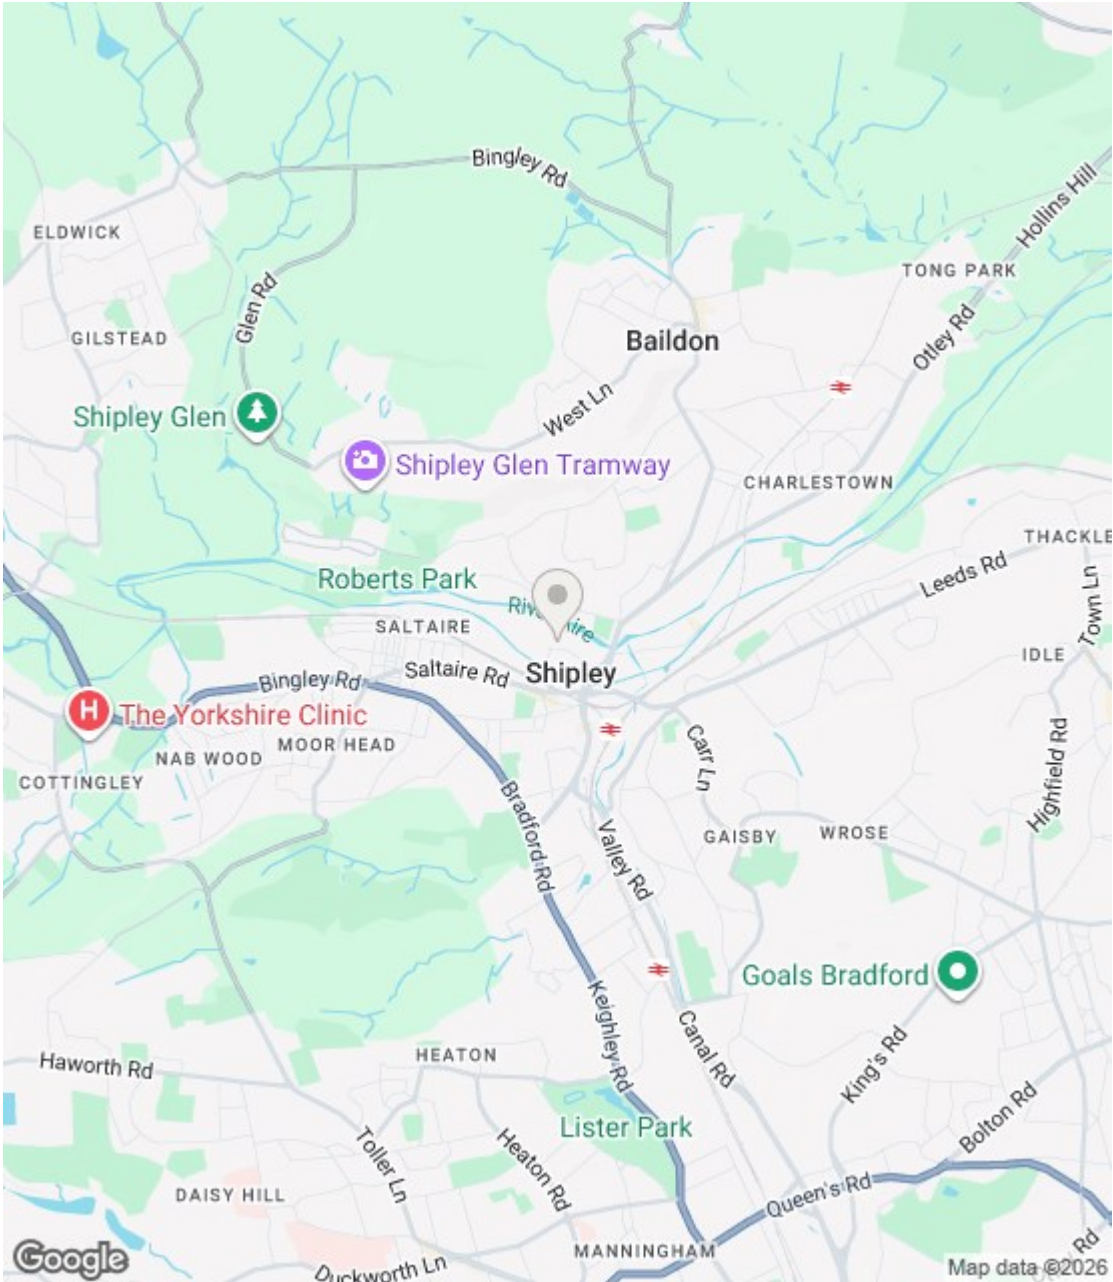 Bingley Rd
Hollins Hill
ELDWICK
TONG PARK
Glen Rd
GILSTEAD
Baildon
Otley Rd
West Ln
Shipley Glen
Shipley Glen Tramway
CHARLESTOWN
THACKLE
Leeds Rd
Roberts Park
Town Ln
SALTAIRE
IDLE
Saltaire Rd
Shipley
Bingley Rd
H
The Yorkshire Clinic
MOOR HEAD
NAB WOOD
Carr Ln
Highfield Rd
COTTINGLEY
Bradford Rd
Valley Rd
GAISBY
WROSE
Goals Bradford
Keighley Rd
Canal Rd
King's Rd
HEATON
Haworth Rd
Lister Park
Bolton Rd
Toller Ln
Heaton Rd
DAISY HILL
Queen's Rd
MANNINGHAM
Rd
Google
Duckworth Ln
Map data ©2026